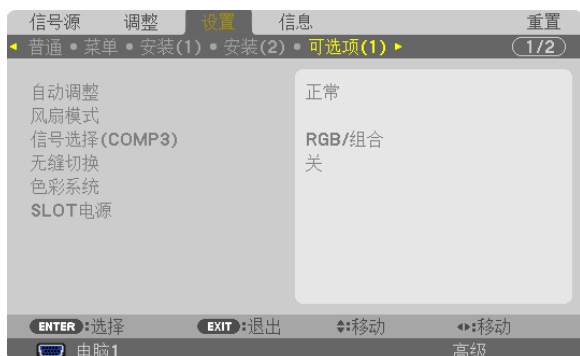 信号源 调整 设置 信息 重置
普通 • 菜单 • 安装(1) • 安装(2) • 可选项(1) 1/2
自动调整 正常
风扇模式
信号选择(COMP3) RGB/组合
无缝切换 关
色彩系统
SLOT电源
ENTER:选择 EXIT:退出 :移动 :移动
电脑1 高级